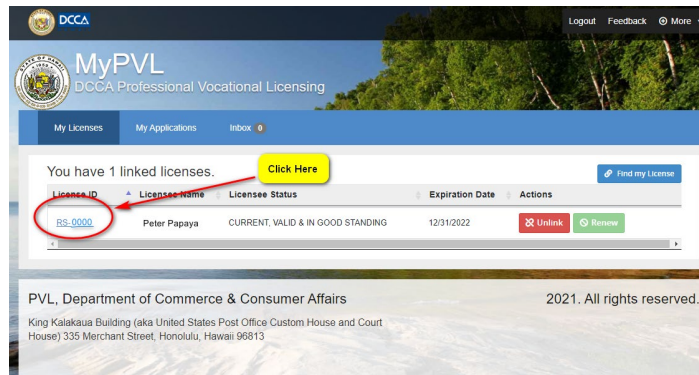 DCCA
Logout Feedback More
MyPVL
DCCA Professional Vocational Licensing
My Licenses My Applications Inbox 0
You have 1 linked licenses.
Click Here
Find my License
License ID Licensee Name Licensee Status Expiration Date Actions
RS-0000 Peter Papaya CURRENT, VALID & IN GOOD STANDING 12/31/2022 Unlink Renew
PVL, Department of Commerce & Consumer Affairs
2021. All rights reserved.
King Kalakaua Building (aka United States Post Office Custom House and Court
House) 335 Merchant Street, Honolulu, Hawaii 96813